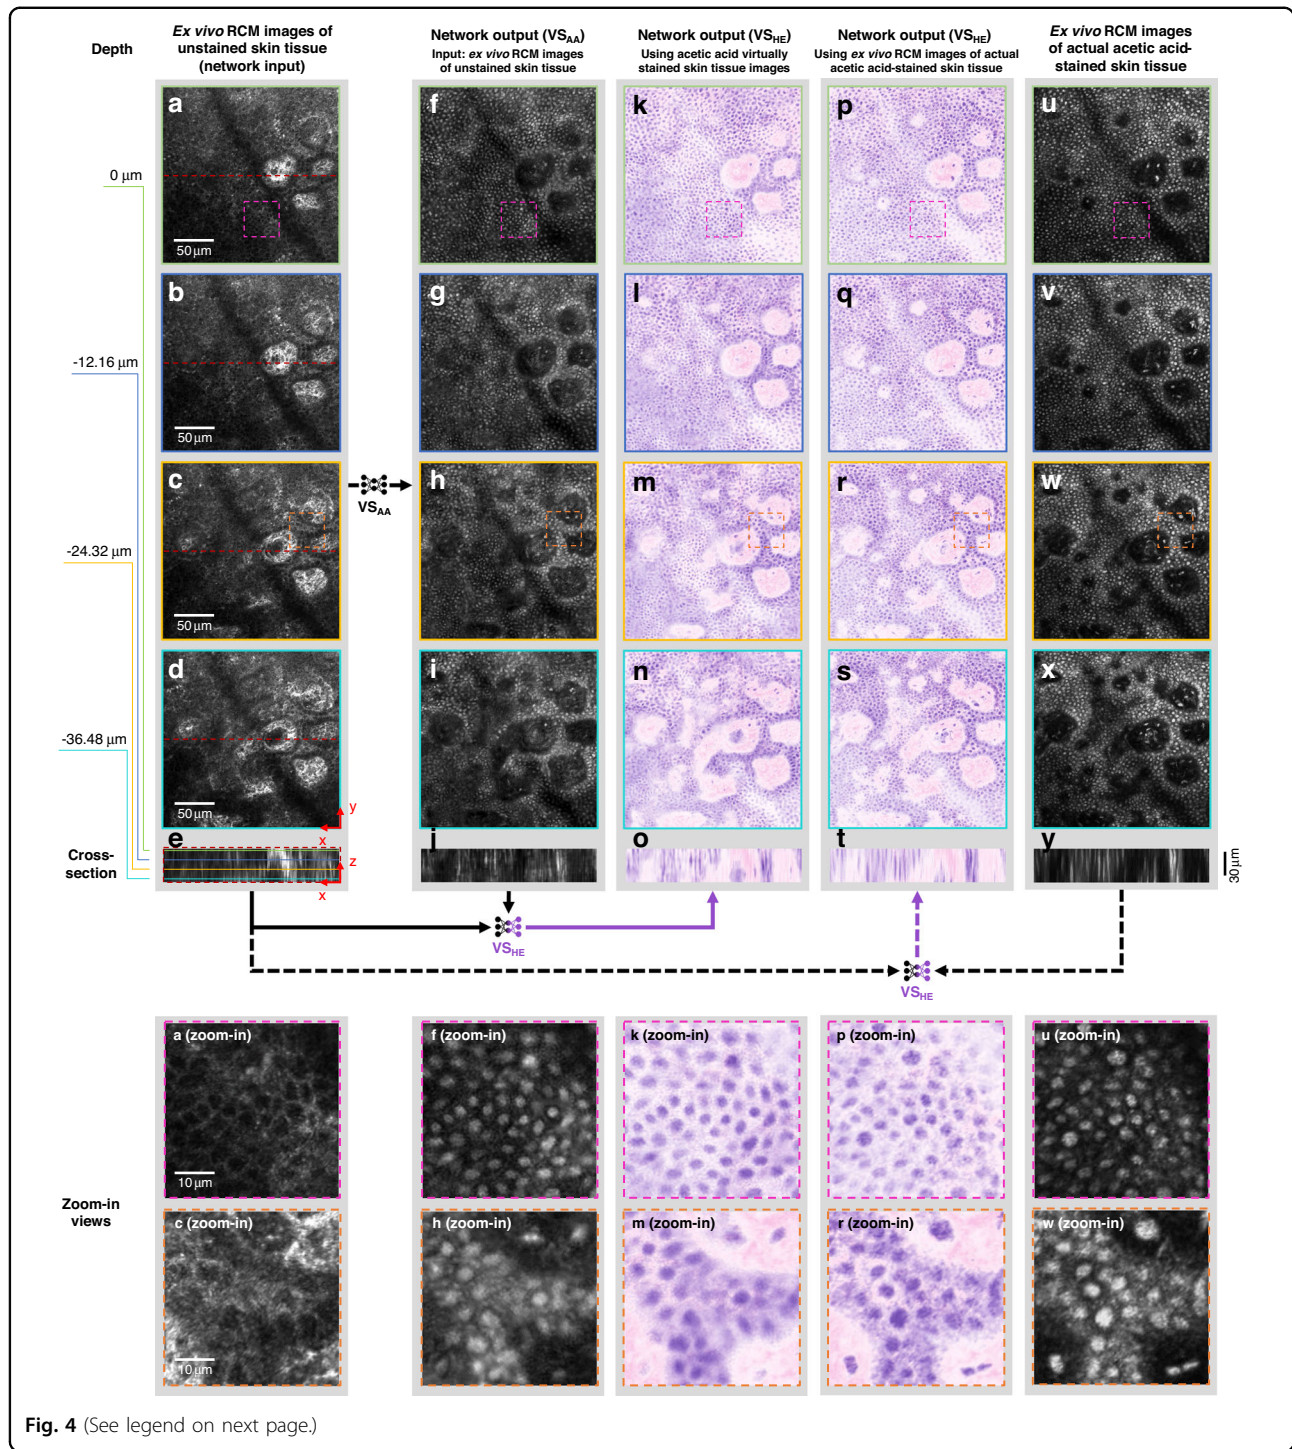 Depth
Ex vivo RCM images of
unstained skin tissue
(network input)
Network output (VSAA)
Input: ex vivo RCM images
of unstained skin tissue
Network output (VSHE)
Using acetic acid virtually
stained skin tissue images
Network output (VSHE)
Using ex vivo RCM images of actual
acetic acid-stained skin tissue
Ex vivo RCM images
of actual acetic acid-
stained skin tissue
a
f
k
p
u
0 µm
50 µm
b
g
l
q
v
-12.16 µm
50 µm
c
h
m
r
w
VSAA
-24.32 µm
50 µm
d
i
n
s
x
-36.48 µm
50 µm
y
x
e
j
o
t
y
Cross-
section
z
x
30 µm
VSHE
VSHE
a (zoom-in)
f (zoom-in)
k (zoom-in)
p (zoom-in)
u (zoom-in)
10 µm
Zoom-in
views
c (zoom-in)
h (zoom-in)
m (zoom-in)
r (zoom-in)
w (zoom-in)
10 µm
Fig. 4 (See legend on next page.)